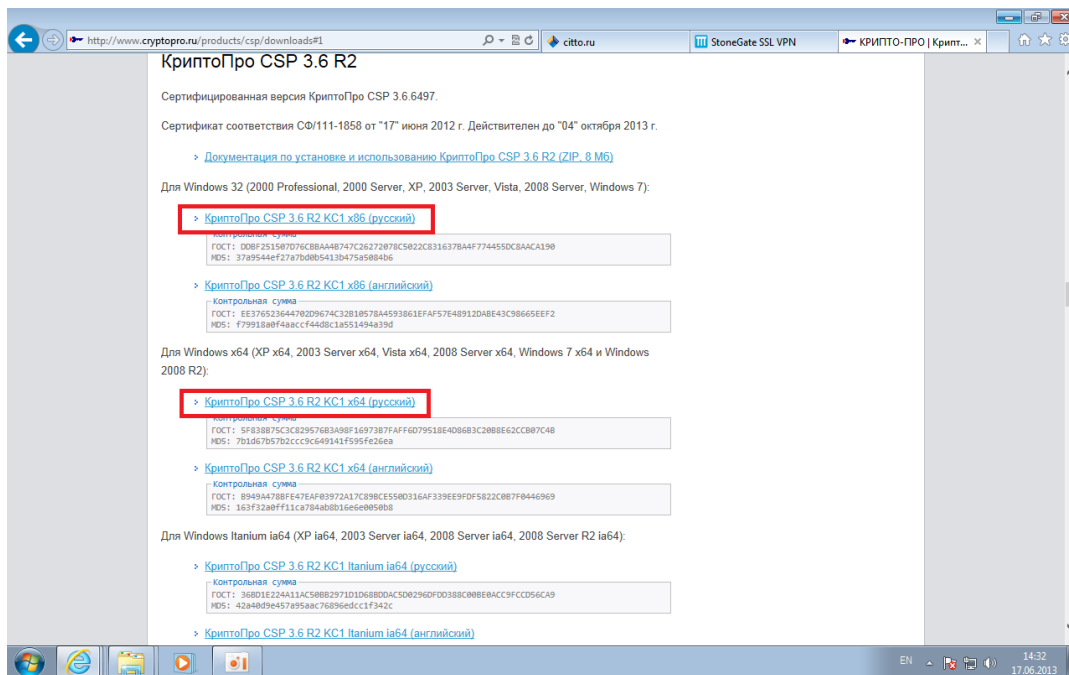 http://www.cryptopro.ru/products/csp/downloads#1
citto.ru
StoneGate SSL VPN
КРИПТО-ПРО | Крипт...
КриптоПро CSP 3.6 R2
Сертифицированная версия КриптоПро CSP 3.6.6497.
Сертификат соответствия СФ/111-1858 от "17" июня 2012 г. Действителен до "04" октября 2013 г.
Документация по установке и использованию КриптоПро CSP 3.6 R2 (ZIP, 8 Мб)
Для Windows 32 (2000 Professional, 2000 Server, XP, 2003 Server, Vista, 2008 Server, Windows 7):
КриптоПро CSP 3.6 R2 KC1 x86 (русский)
Контрольная сумма
ГОСТ: DDBF251507D76CBBAA4B747C26272078C5022C831637BA4F774455DC8AACA190
MD5: 37a9544ef27a7bd0b5413b475a5084b6
КриптоПро CSP 3.6 R2 KC1 x86 (английский)
Контрольная сумма
ГОСТ: EE376523644702D9674C32B10578A4593861EFAF57E48912DABE43C98665EEF2
MD5: f79918a0f4aaccf44d8c1a551494a39d
Для Windows x64 (XP x64, 2003 Server x64, Vista x64, 2008 Server x64, Windows 7 x64 и Windows
2008 R2):
КриптоПро CSP 3.6 R2 KC1 x64 (русский)
Контрольная сумма
ГОСТ: 5F838B75C3C829576B3A98F16973B7FAFF6D79518E4D86B3C20B8E62CCB07C4B
MD5: 7b1d67b57b2ccc9c649141f595fe26ea
КриптоПро CSP 3.6 R2 KC1 x64 (английский)
Контрольная сумма
ГОСТ: B949A478BFE47EAF03972A17C89BCE550D316AF339EE9FDF5822C0B7F0446969
MD5: 163f32a0ff11ca784ab8b16e6e0050b8
Для Windows Itanium ia64 (XP ia64, 2003 Server ia64, 2008 Server ia64, 2008 Server R2 ia64):
КриптоПро CSP 3.6 R2 KC1 Itanium ia64 (русский)
Контрольная сумма
ГОСТ: 36BD1E224A11AC50BB2971D1D68BDDAC5D0296DFDD388C008E0ACC9FCCD56CA9
MD5: 42a40d9e457a95aac76896edcc1f342c
КриптоПро CSP 3.6 R2 KC1 Itanium ia64 (английский)
EN
14:32
17.06.2013